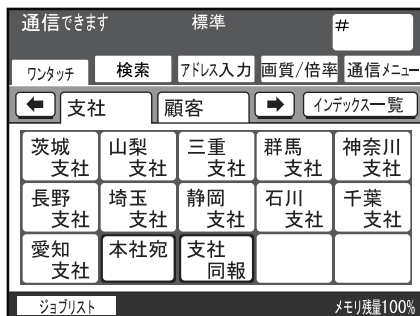 通信できます 標準 #
ワンタッチ 検索 アドレス入力 画質/倍率 通信メニュー
支社 顧客 インデックス一覧
茨城 山梨 三重 群馬 神奈川
支社 支社 支社 支社 支社
長野 埼玉 静岡 石川 千葉
支社 支社 支社 支社 支社
愛知 本社宛 支社
支社 同報
ジョブリスト メモリ残量100%